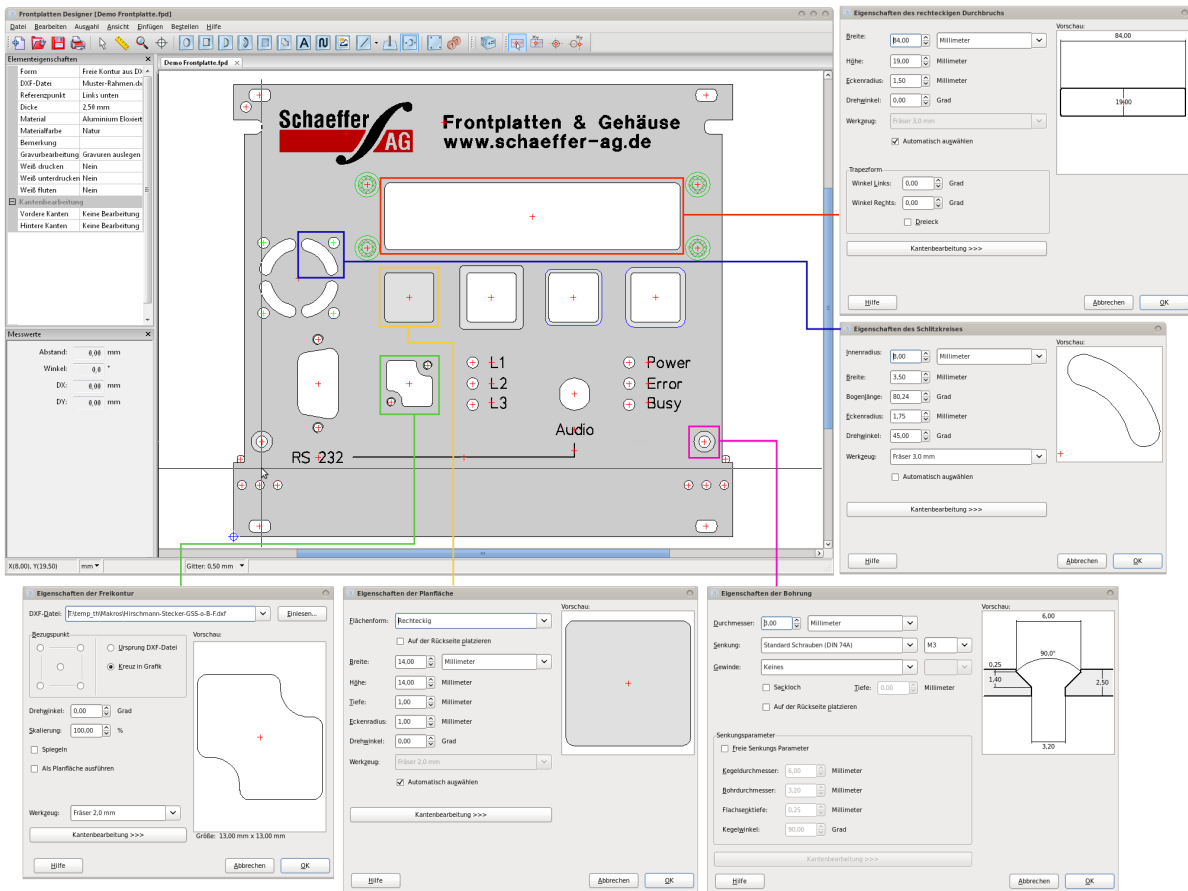 Frontplatten Designer [Demo Frontplatte.fpd]
Datei Bearbeiten Auswahl Ansicht Einfügen Bestellen Hilfe
Elementeigenschaften
Form Freie Kontur aus DX
DXF-Datei Muster-Rahmen.dx
Referenzpunkt Links unten
Dicke 2,50 mm
Material Aluminium Eloxiert
Materialfarbe Natur
Bemerkung
Gravurbearbeitung Gravuren auslegen
Weiß drucken Nein
Weiß unterdrucken Nein
Weiß fluten Nein
Kantenbearbeitung
Vordere Kanten Keine Bearbeitung
Hintere Kanten Keine Bearbeitung
Messwerte
Abstand: 0,00 mm
Winkel: 0,0 °
DX: 0,00 mm
DY: 0,00 mm
Demo Frontplatte.fpd
Schaeffer
AG
Frontplatten & Gehäuse
www.schaeffer-ag.de
L1
L2
L3
Power
Error
Busy
Audio
RS 232
X(8,00), Y(19,50) mm Gitter: 0,50 mm
Eigenschaften des rechteckigen Durchbruchs
Breite: 84,00 Millimeter
Höhe: 19,00 Millimeter
Eckenradius: 1,50 Millimeter
Drehwinkel: 0,00 Grad
Werkzeug: Fräser 3,0 mm
Automatisch auswählen
Trapezform
Winkel Links: 0,00 Grad
Winkel Rechts: 0,00 Grad
Dreieck
Kantenbearbeitung >>>
Hilfe Abbrechen OK
Vorschau:
84,00
19,00
Eigenschaften des Schlitzkreises
Innenradius: 8,00 Millimeter
Breite: 3,50 Millimeter
Bogenlänge: 80,24 Grad
Eckenradius: 1,75 Millimeter
Drehwinkel: 45,00 Grad
Werkzeug: Fräser 3,0 mm
Automatisch auswählen
Kantenbearbeitung >>>
Hilfe Abbrechen OK
Vorschau:
Eigenschaften der Freikontur
DXF-Datei: T:\temp_th\Makros\Hirschmann-Stecker-GSS-o-B-F.dxf Einlesen...
Bezugspunkt
Ursprung DXF-Datei
Kreuz in Grafik
Drehwinkel: 0,00 Grad
Skalierung: 100,00 %
Spiegeln
Als Planfläche ausführen
Werkzeug: Fräser 2,0 mm
Kantenbearbeitung >>>
Vorschau:
Größe: 13,00 mm x 13,00 mm
Hilfe Abbrechen OK
Eigenschaften der Planfläche
Flächenform: Rechteckig
Auf der Rückseite platzieren
Breite: 14,00 Millimeter
Höhe: 14,00 Millimeter
Tiefe: 1,00 Millimeter
Eckenradius: 1,00 Millimeter
Drehwinkel: 0,00 Grad
Werkzeug: Fräser 2,0 mm
Automatisch auswählen
Kantenbearbeitung >>>
Vorschau:
Hilfe Abbrechen OK
Eigenschaften der Bohrung
Durchmesser: 3,00 Millimeter
Senkung: Standard Schrauben (DIN 74A) M3
Gewinde: Keines
Sackloch Tiefe: 0,00 Millimeter
Auf der Rückseite platzieren
Senkungsparameter
Freie Senkungs Parameter
Kegeldurchmesser: 6,00 Millimeter
Bohrdurchmesser: 3,20 Millimeter
Flachsenktiefe: 0,25 Millimeter
Kegelwinkel: 90,00 Grad
Kantenbearbeitung >>>
Vorschau:
6,00
90,0°
0,25
1,40
2,50
3,20
Hilfe Abbrechen OK